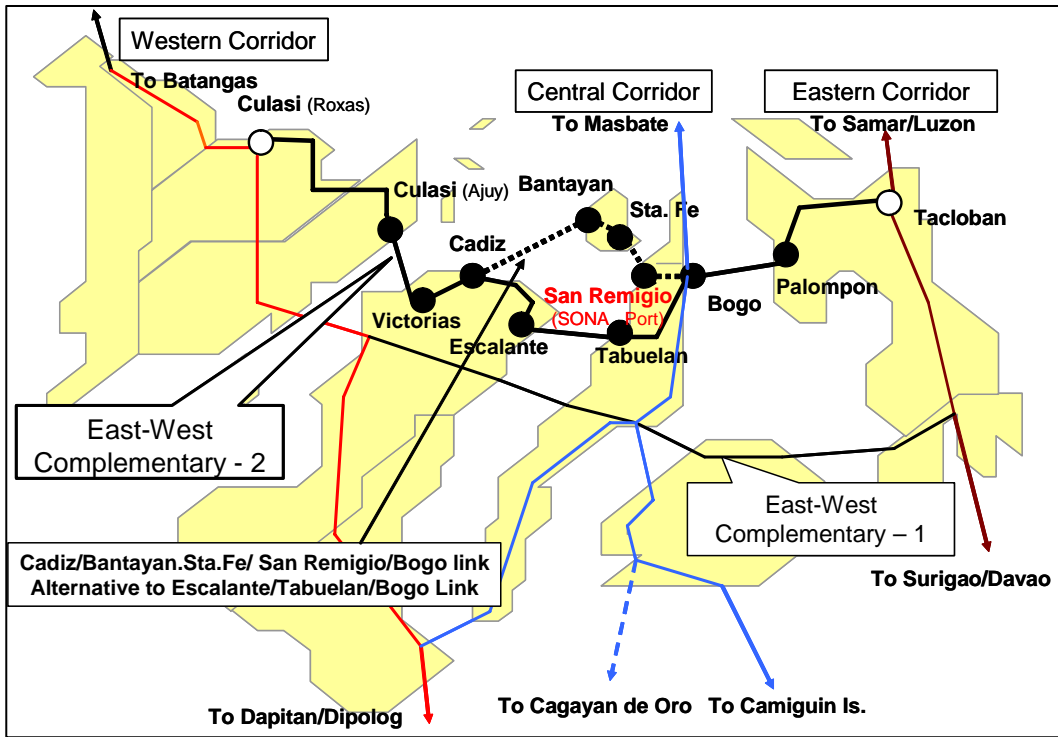 Western Corridor
To Batangas
Culasi (Roxas)
Central Corridor
To Masbate
Eastern Corridor
To Samar/Luzon
Culasi (Ajuy)
Bantayan
Sta. Fe
Tacloban
Cadiz
Palompon
San Remigio
(SONA Port)
Bogo
Victorias
Escalante
Tabuelan
East-West
Complementary - 2
East-West
Complementary – 1
Cadiz/Bantayan.Sta.Fe/ San Remigio/Bogo link
Alternative to Escalante/Tabuelan/Bogo Link
To Surigao/Davao
To Dapitan/Dipolog
To Cagayan de Oro
To Camiguin Is.